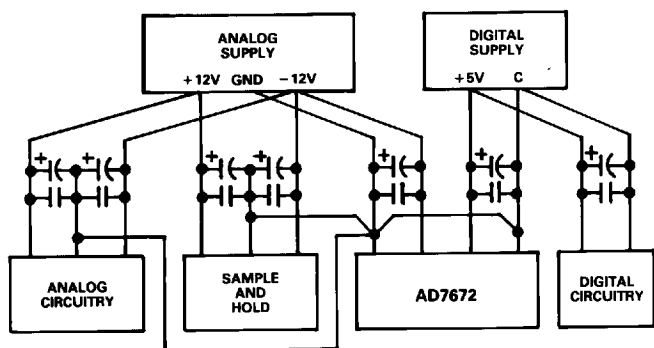 ANALOG
SUPPLY
+12V GND −12V
DIGITAL
SUPPLY
+5V C
+ + + + + + +
ANALOG
CIRCUITRY
SAMPLE
AND
HOLD
AD7672
DIGITAL
CIRCUITRY